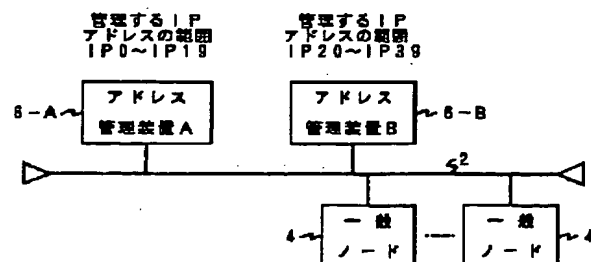 管理するIP
アドレスの範囲
IP0〜IP19
管理するIP
アドレスの範囲
IP20〜IP39
6-A
アドレス
管理装置A
アドレス
管理装置B
6-B
2
4
一般
ノード
一般
ノード
4